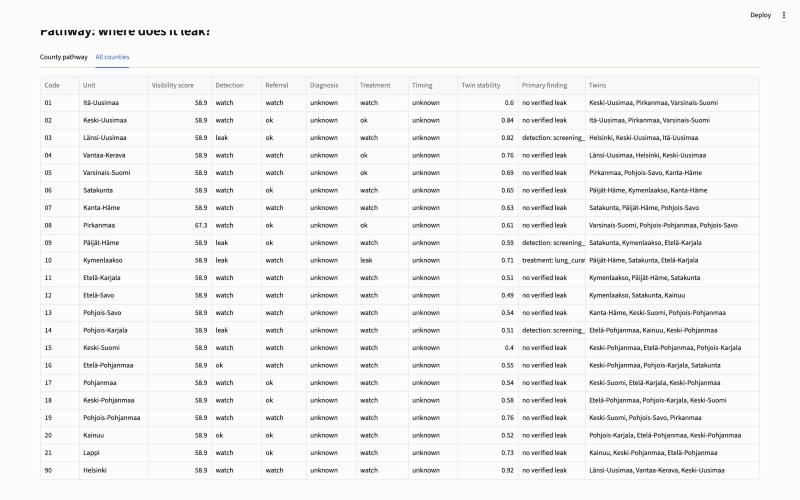 Deploy
Pathway: where does it leak?
County pathway All counties
Code Unit Visibility score Detection Referral Diagnosis Treatment Timing Twin stability Primary finding Twins
01 Itä-Uusimaa 58.9 watch watch unknown watch unknown 0.6 no verified leak Keski-Uusimaa, Pirkanmaa, Varsinais-Suomi
02 Keski-Uusimaa 58.9 watch ok unknown ok unknown 0.84 no verified leak Itä-Uusimaa, Pirkanmaa, Varsinais-Suomi
03 Länsi-Uusimaa 58.9 leak ok unknown watch unknown 0.82 detection: screening_ Helsinki, Keski-Uusimaa, Itä-Uusimaa
04 Vantaa-Kerava 58.9 watch watch unknown ok unknown 0.76 no verified leak Länsi-Uusimaa, Helsinki, Keski-Uusimaa
05 Varsinais-Suomi 58.9 watch watch unknown ok unknown 0.69 no verified leak Pirkanmaa, Pohjois-Savo, Kanta-Häme
06 Satakunta 58.9 watch ok unknown watch unknown 0.65 no verified leak Päijät-Häme, Kymenlaakso, Kanta-Häme
07 Kanta-Häme 58.9 watch watch unknown watch unknown 0.63 no verified leak Satakunta, Päijät-Häme, Pohjois-Savo
08 Pirkanmaa 67.3 watch ok unknown ok unknown 0.61 no verified leak Varsinais-Suomi, Pohjois-Pohjanmaa, Pohjois-Savo
09 Päijät-Häme 58.9 leak ok unknown watch unknown 0.59 detection: screening_ Satakunta, Kymenlaakso, Etelä-Karjala
10 Kymenlaakso 58.9 leak watch unknown leak unknown 0.71 treatment: lung_curat Päijät-Häme, Satakunta, Etelä-Karjala
11 Etelä-Karjala 58.9 watch watch unknown watch unknown 0.51 no verified leak Kymenlaakso, Päijät-Häme, Satakunta
12 Etelä-Savo 58.9 watch watch unknown watch unknown 0.49 no verified leak Kymenlaakso, Satakunta, Kainuu
13 Pohjois-Savo 58.9 watch watch unknown watch unknown 0.54 no verified leak Kanta-Häme, Keski-Suomi, Pohjois-Pohjanmaa
14 Pohjois-Karjala 58.9 leak watch unknown watch unknown 0.51 detection: screening_ Etelä-Pohjanmaa, Kainuu, Keski-Pohjanmaa
15 Keski-Suomi 58.9 watch watch unknown watch unknown 0.4 no verified leak Keski-Pohjanmaa, Etelä-Pohjanmaa, Pohjois-Karjala
16 Etelä-Pohjanmaa 58.9 ok watch unknown watch unknown 0.55 no verified leak Keski-Pohjanmaa, Pohjois-Karjala, Satakunta
17 Pohjanmaa 58.9 watch ok unknown watch unknown 0.54 no verified leak Keski-Suomi, Etelä-Karjala, Keski-Pohjanmaa
18 Keski-Pohjanmaa 58.9 watch ok unknown watch unknown 0.58 no verified leak Etelä-Pohjanmaa, Pohjois-Karjala, Keski-Suomi
19 Pohjois-Pohjanmaa 58.9 watch watch unknown watch unknown 0.76 no verified leak Keski-Suomi, Pohjois-Savo, Pirkanmaa
20 Kainuu 58.9 ok ok unknown watch unknown 0.52 no verified leak Pohjois-Karjala, Etelä-Pohjanmaa, Keski-Pohjanmaa
21 Lappi 58.9 watch ok unknown watch unknown 0.73 no verified leak Kainuu, Keski-Pohjanmaa, Etelä-Pohjanmaa
90 Helsinki 58.9 watch watch unknown watch unknown 0.92 no verified leak Länsi-Uusimaa, Vantaa-Kerava, Keski-Uusimaa